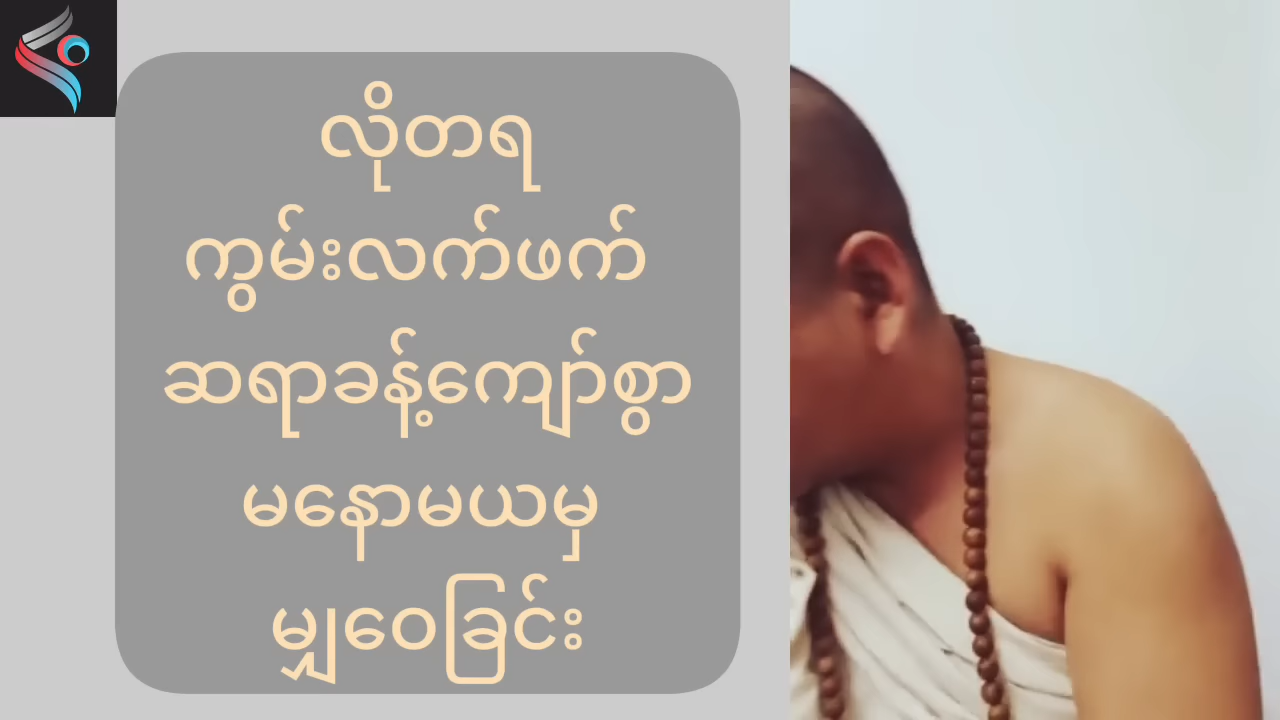 လိုတရ
ကွမ်းလက်ဖက်
ဆရာခန့်ကျော်စွာ
မနောမယမှ
မျှဝေခြင်း